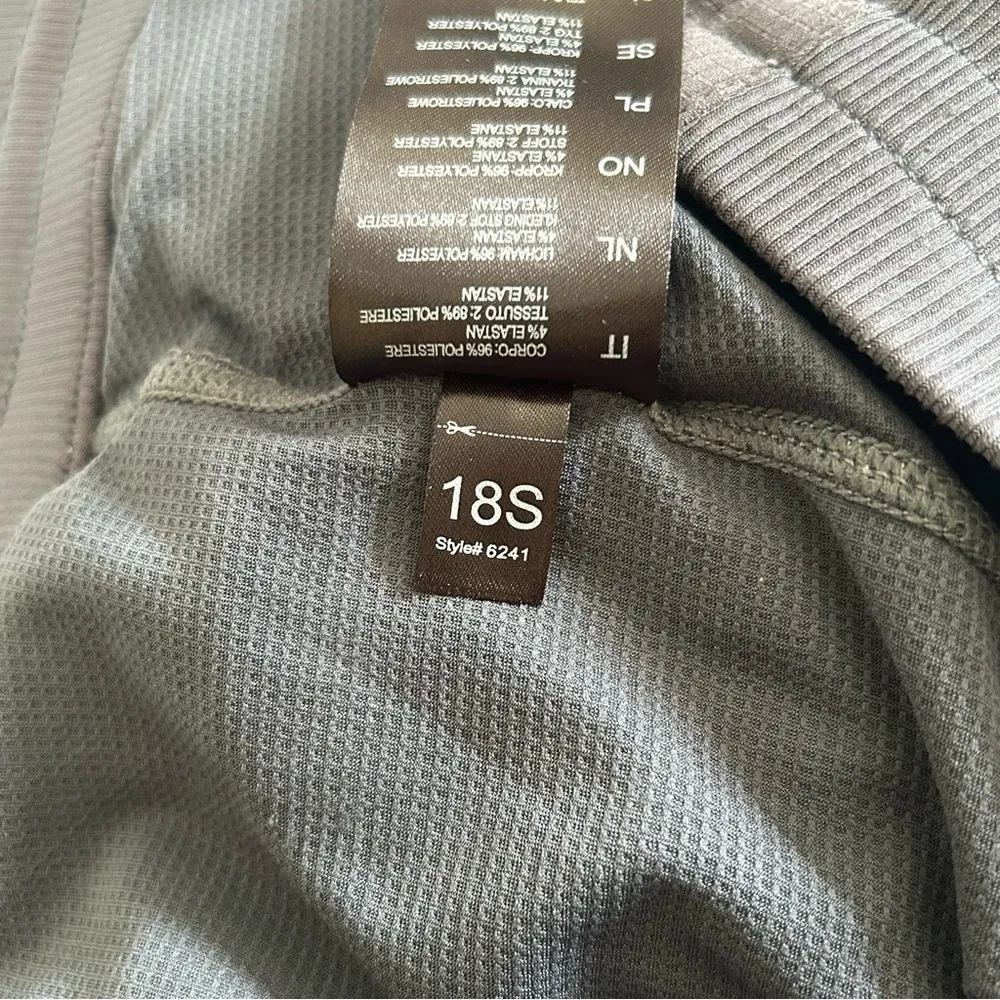 IT CORPO: 96% POLIESTERE
4% ELASTAN
TESSUTO 2: 89% POLIESTERE
11% ELASTAN
NL LICHAAM: 96% POLYESTER
4% ELASTAAN
KLEDING STOF 2: 89% POLYESTER
11% ELASTAAN
NO KROPP: 96% POLYESTER
4% ELASTANE
STOFF 2: 89% POLYESTER
11% ELASTANE
PL CIAŁO: 96% POLIESTROWE
4% ELASTAN
TKANINA 2: 89% POLIESTROWE
11% ELASTAN
SE KROPP: 96% POLYESTER
4% ELASTAN
TYG 2: 89% POLYESTER
11% ELASTAN
18S
Style# 6241